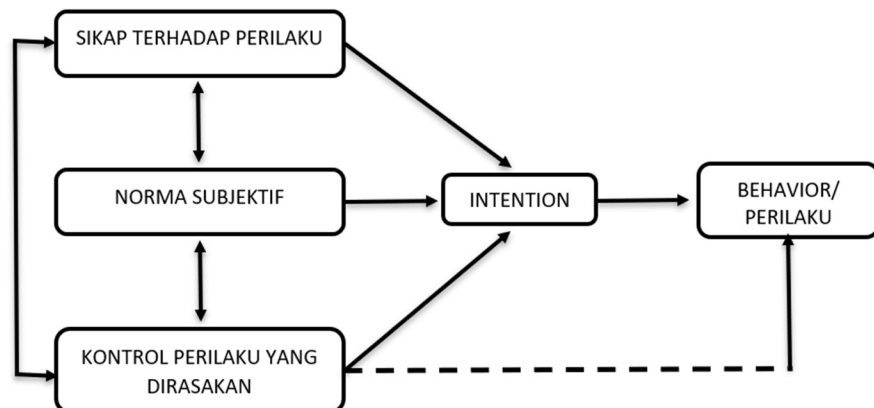 SIKAP TERHADAP PERILAKU
NORMA SUBJEKTIF
INTENTION
BEHAVIOR/
PERILAKU
KONTROL PERILAKU YANG
DIRASAKAN